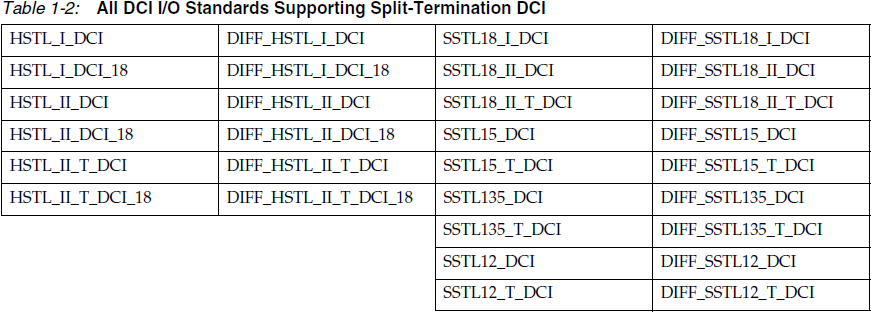 Table 1-2: All DCI I/O Standards Supporting Split-Termination DCI
HSTL_I_DCI DIFF_HSTL_I_DCI SSTL18_I_DCI DIFF_SSTL18_I_DCI
HSTL_I_DCI_18 DIFF_HSTL_I_DCI_18 SSTL18_II_DCI DIFF_SSTL18_II_DCI
HSTL_II_DCI DIFF_HSTL_II_DCI SSTL18_II_T_DCI DIFF_SSTL18_II_T_DCI
HSTL_II_DCI_18 DIFF_HSTL_II_DCI_18 SSTL15_DCI DIFF_SSTL15_DCI
HSTL_II_T_DCI DIFF_HSTL_II_T_DCI SSTL15_T_DCI DIFF_SSTL15_T_DCI
HSTL_II_T_DCI_18 DIFF_HSTL_II_T_DCI_18 SSTL135_DCI DIFF_SSTL135_DCI
SSTL135_T_DCI DIFF_SSTL135_T_DCI
SSTL12_DCI DIFF_SSTL12_DCI
SSTL12_T_DCI DIFF_SSTL12_T_DCI